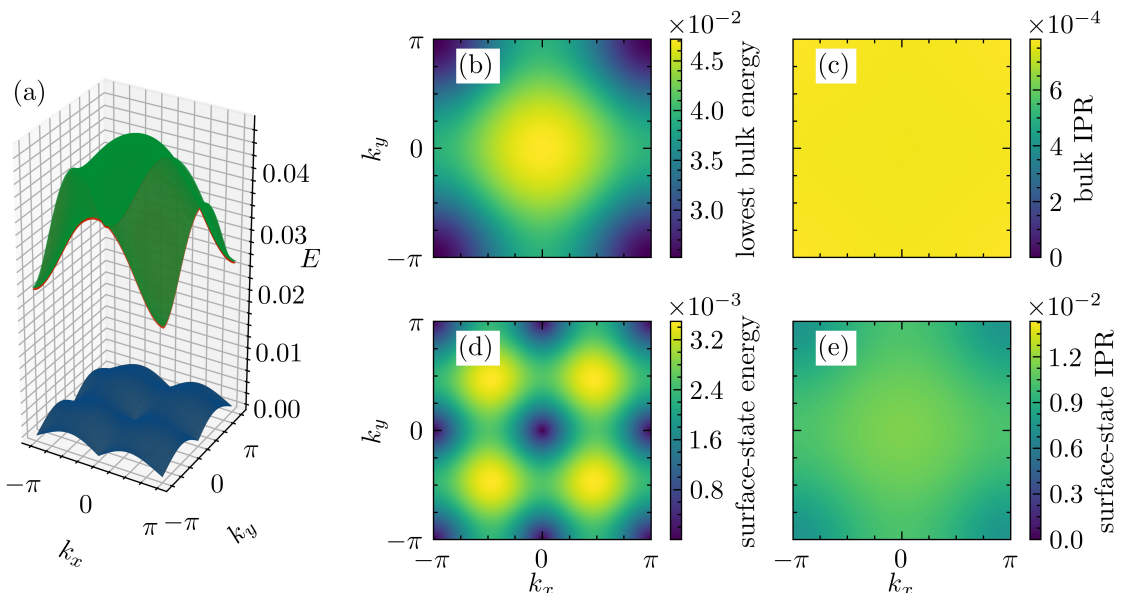 (a)
0.04
0.03
E
0.02
0.01
0.00
−π
0
π
k_x
−π
0
π
k_y
×10⁻²
(b)
π
0
−π
k_y
4.5
4.0
3.5
3.0
lowest bulk energy
×10⁻⁴
(c)
6
4
2
0
bulk IPR
×10⁻³
(d)
π
0
−π
k_y
−π
0
π
k_x
3.2
2.4
1.6
0.8
surface-state energy
×10⁻²
(e)
−π
0
π
k_x
1.2
0.9
0.6
0.3
0.0
surface-state IPR